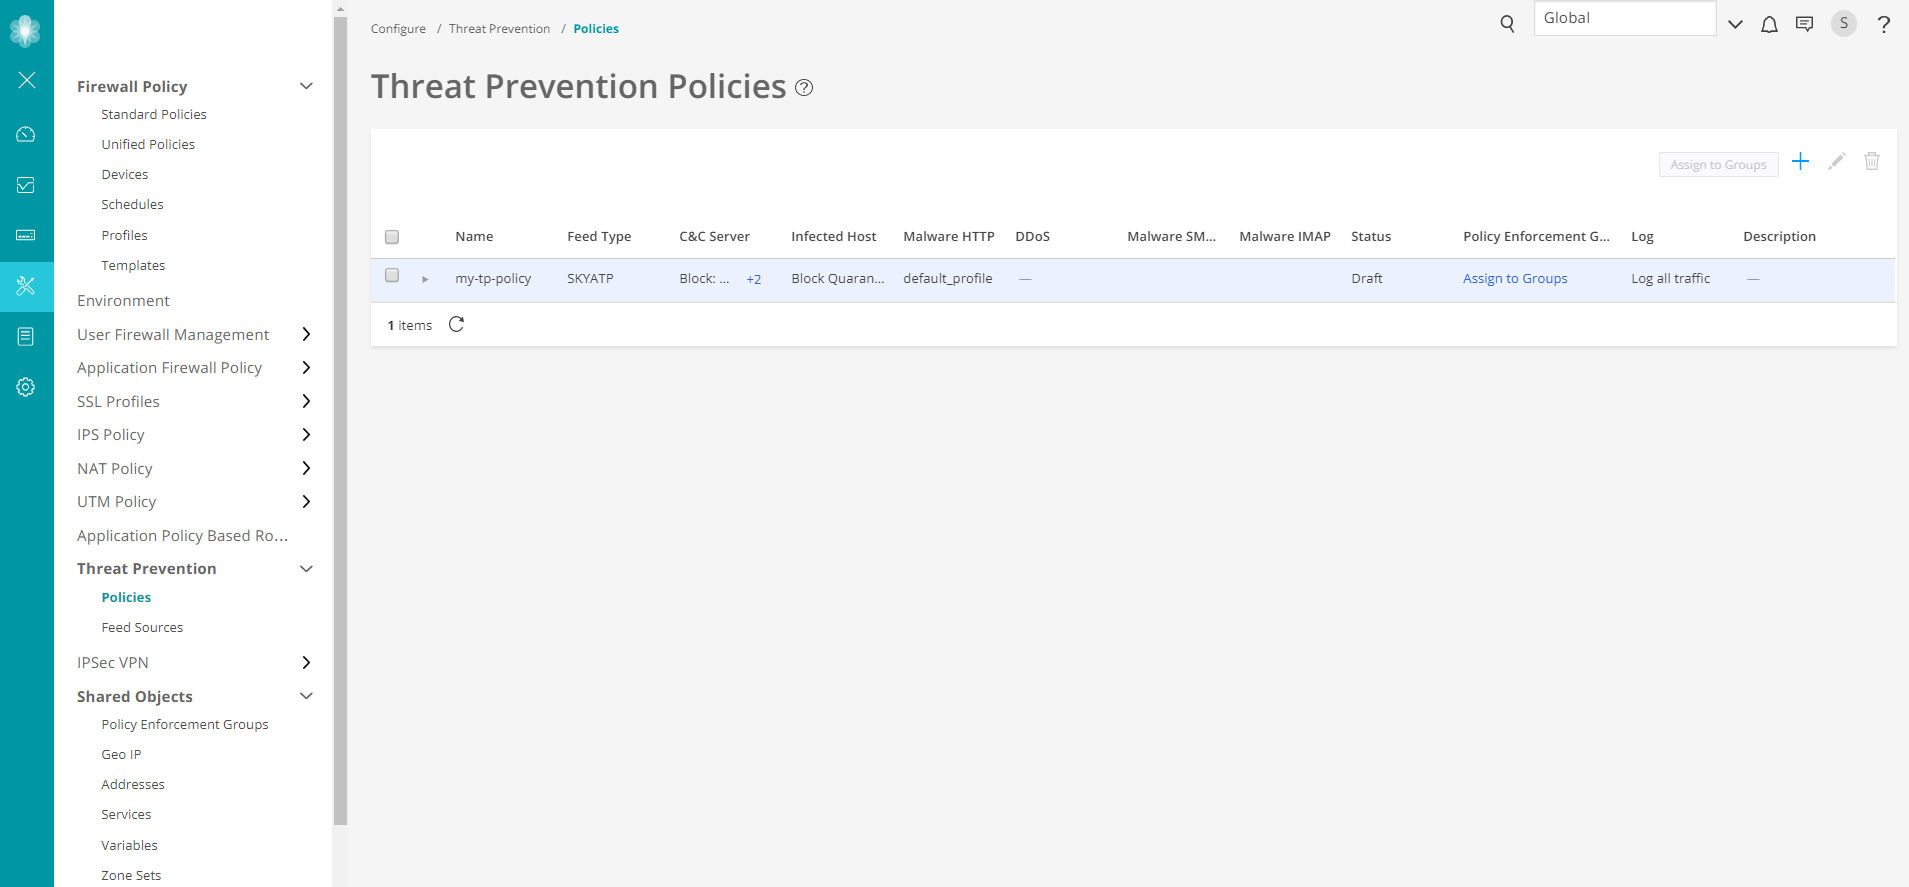 Configure / Threat Prevention / Policies
Global
S
?
Threat Prevention Policies ?
Firewall Policy
Standard Policies
Unified Policies
Devices
Schedules
Profiles
Templates
Environment
User Firewall Management
Application Firewall Policy
SSL Profiles
IPS Policy
NAT Policy
UTM Policy
Application Policy Based Ro...
Threat Prevention
Policies
Feed Sources
IPSec VPN
Shared Objects
Policy Enforcement Groups
Geo IP
Addresses
Services
Variables
Zone Sets
Assign to Groups
Name Feed Type C&C Server Infected Host Malware HTTP DDoS Malware SM... Malware IMAP Status Policy Enforcement G... Log Description
my-tp-policy SKYATP Block: ... +2 Block Quaran... default_profile — Draft Assign to Groups Log all traffic —
1 items